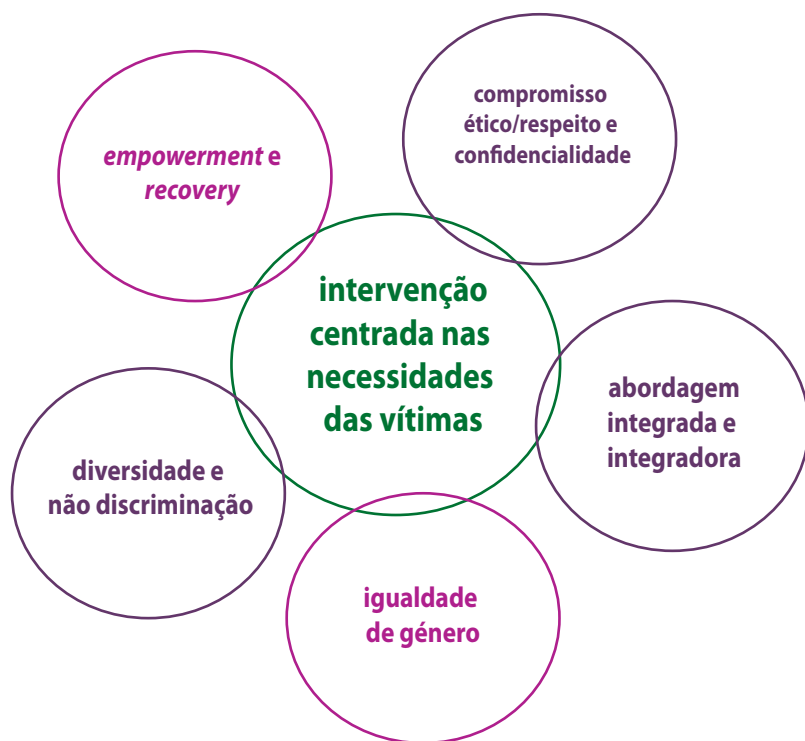 compromisso
ético/respeito e
confidencialidade
empowerment e
recovery
intervenção
centrada nas
necessidades
das vítimas
abordagem
integrada e
integradora
diversidade e
não discriminação
igualdade
de género